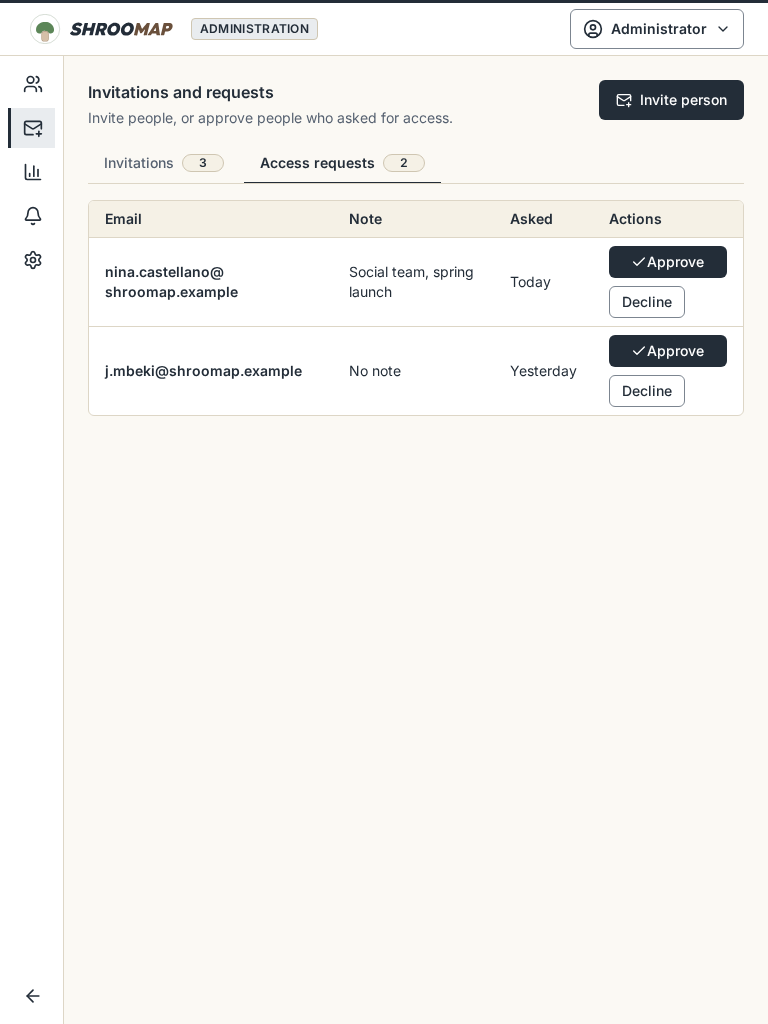 SHROOMAP
ADMINISTRATION
Administrator
Invitations and requests
Invite people, or approve people who asked for access.
Invite person
Invitations 3
Access requests 2
Email Note Asked Actions
nina.castellano@
shroomap.example
Social team, spring
launch
Today
Approve
Decline
j.mbeki@shroomap.example
No note
Yesterday
Approve
Decline